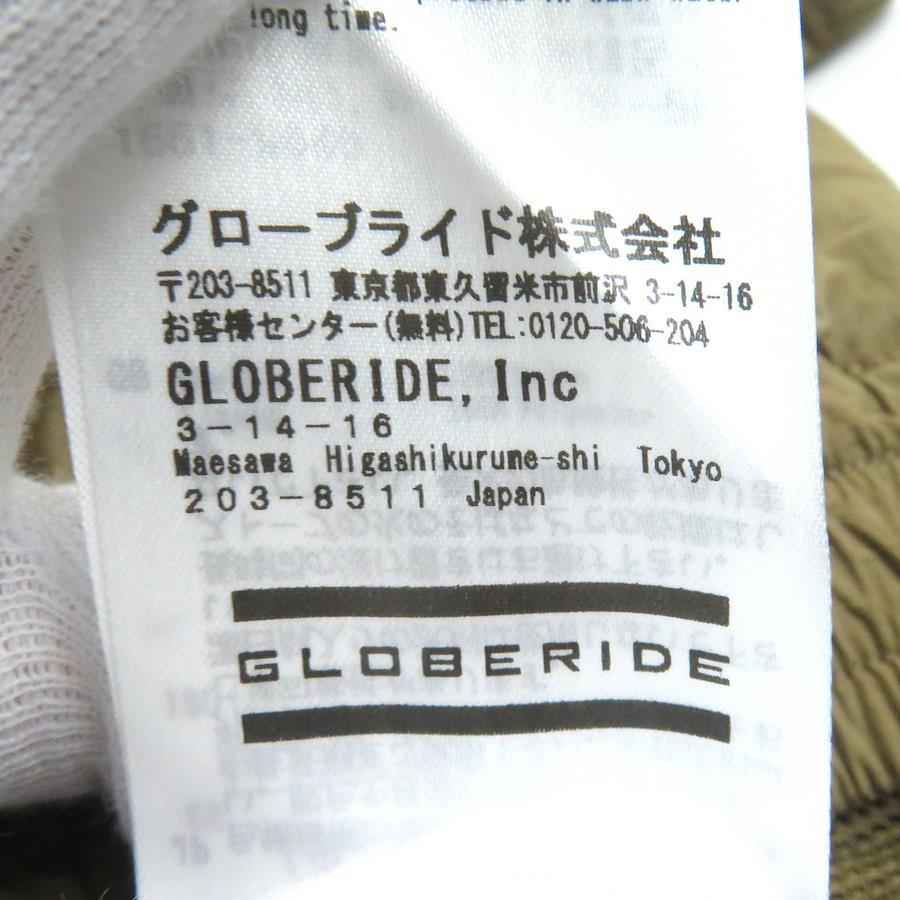 long time.
グローブライド株式会社
〒203-8511 東京都東久留米市前沢 3-14-16
お客様センター(無料)TEL:0120-506-204
GLOBERIDE, Inc
3-14-16
Maesawa Higashikurume-shi Tokyo
203-8511 Japan
GLOBERIDE